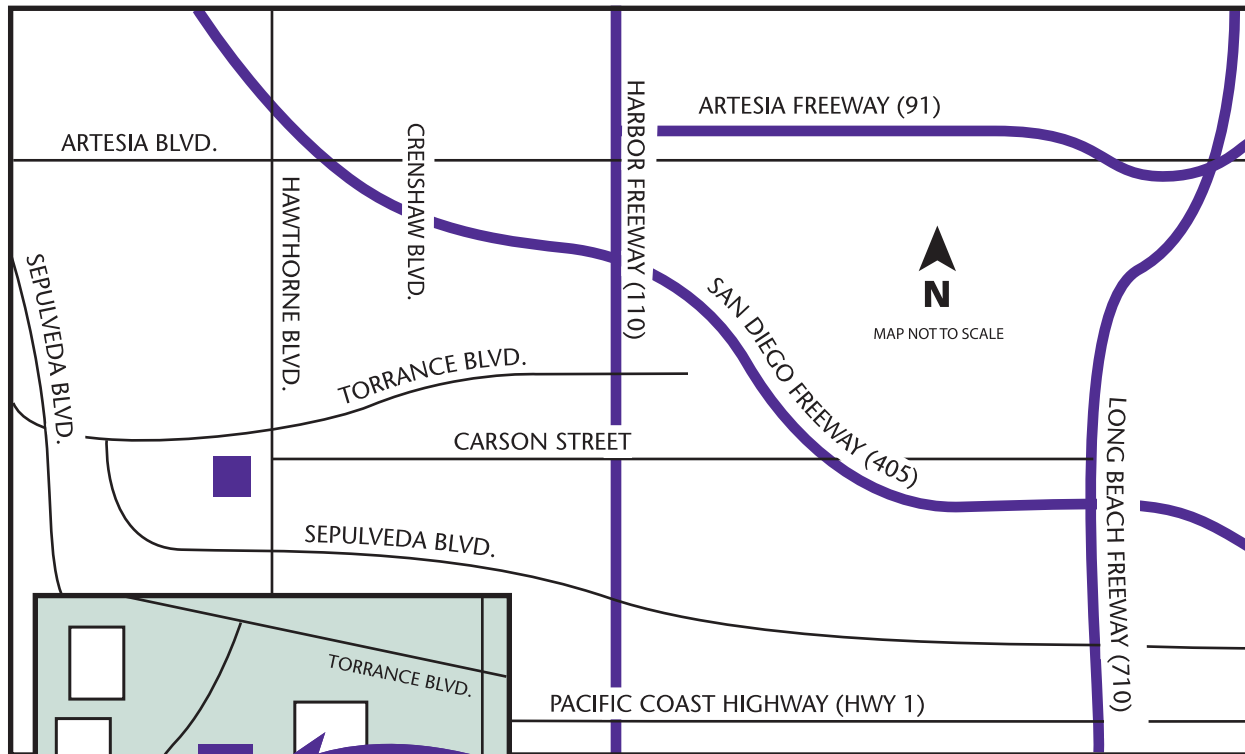 ARTESIA FREEWAY (91)
ARTESIA BLVD.
HARBOR FREEWAY (110)
CRENSHAW BLVD.
HAWTHORNE BLVD.
SEPULVEDA BLVD.
N
MAP NOT TO SCALE
SAN DIEGO FREEWAY (405)
TORRANCE BLVD.
CARSON STREET
LONG BEACH FREEWAY (710)
SEPULVEDA BLVD.
TORRANCE BLVD.
PACIFIC COAST HIGHWAY (HWY 1)